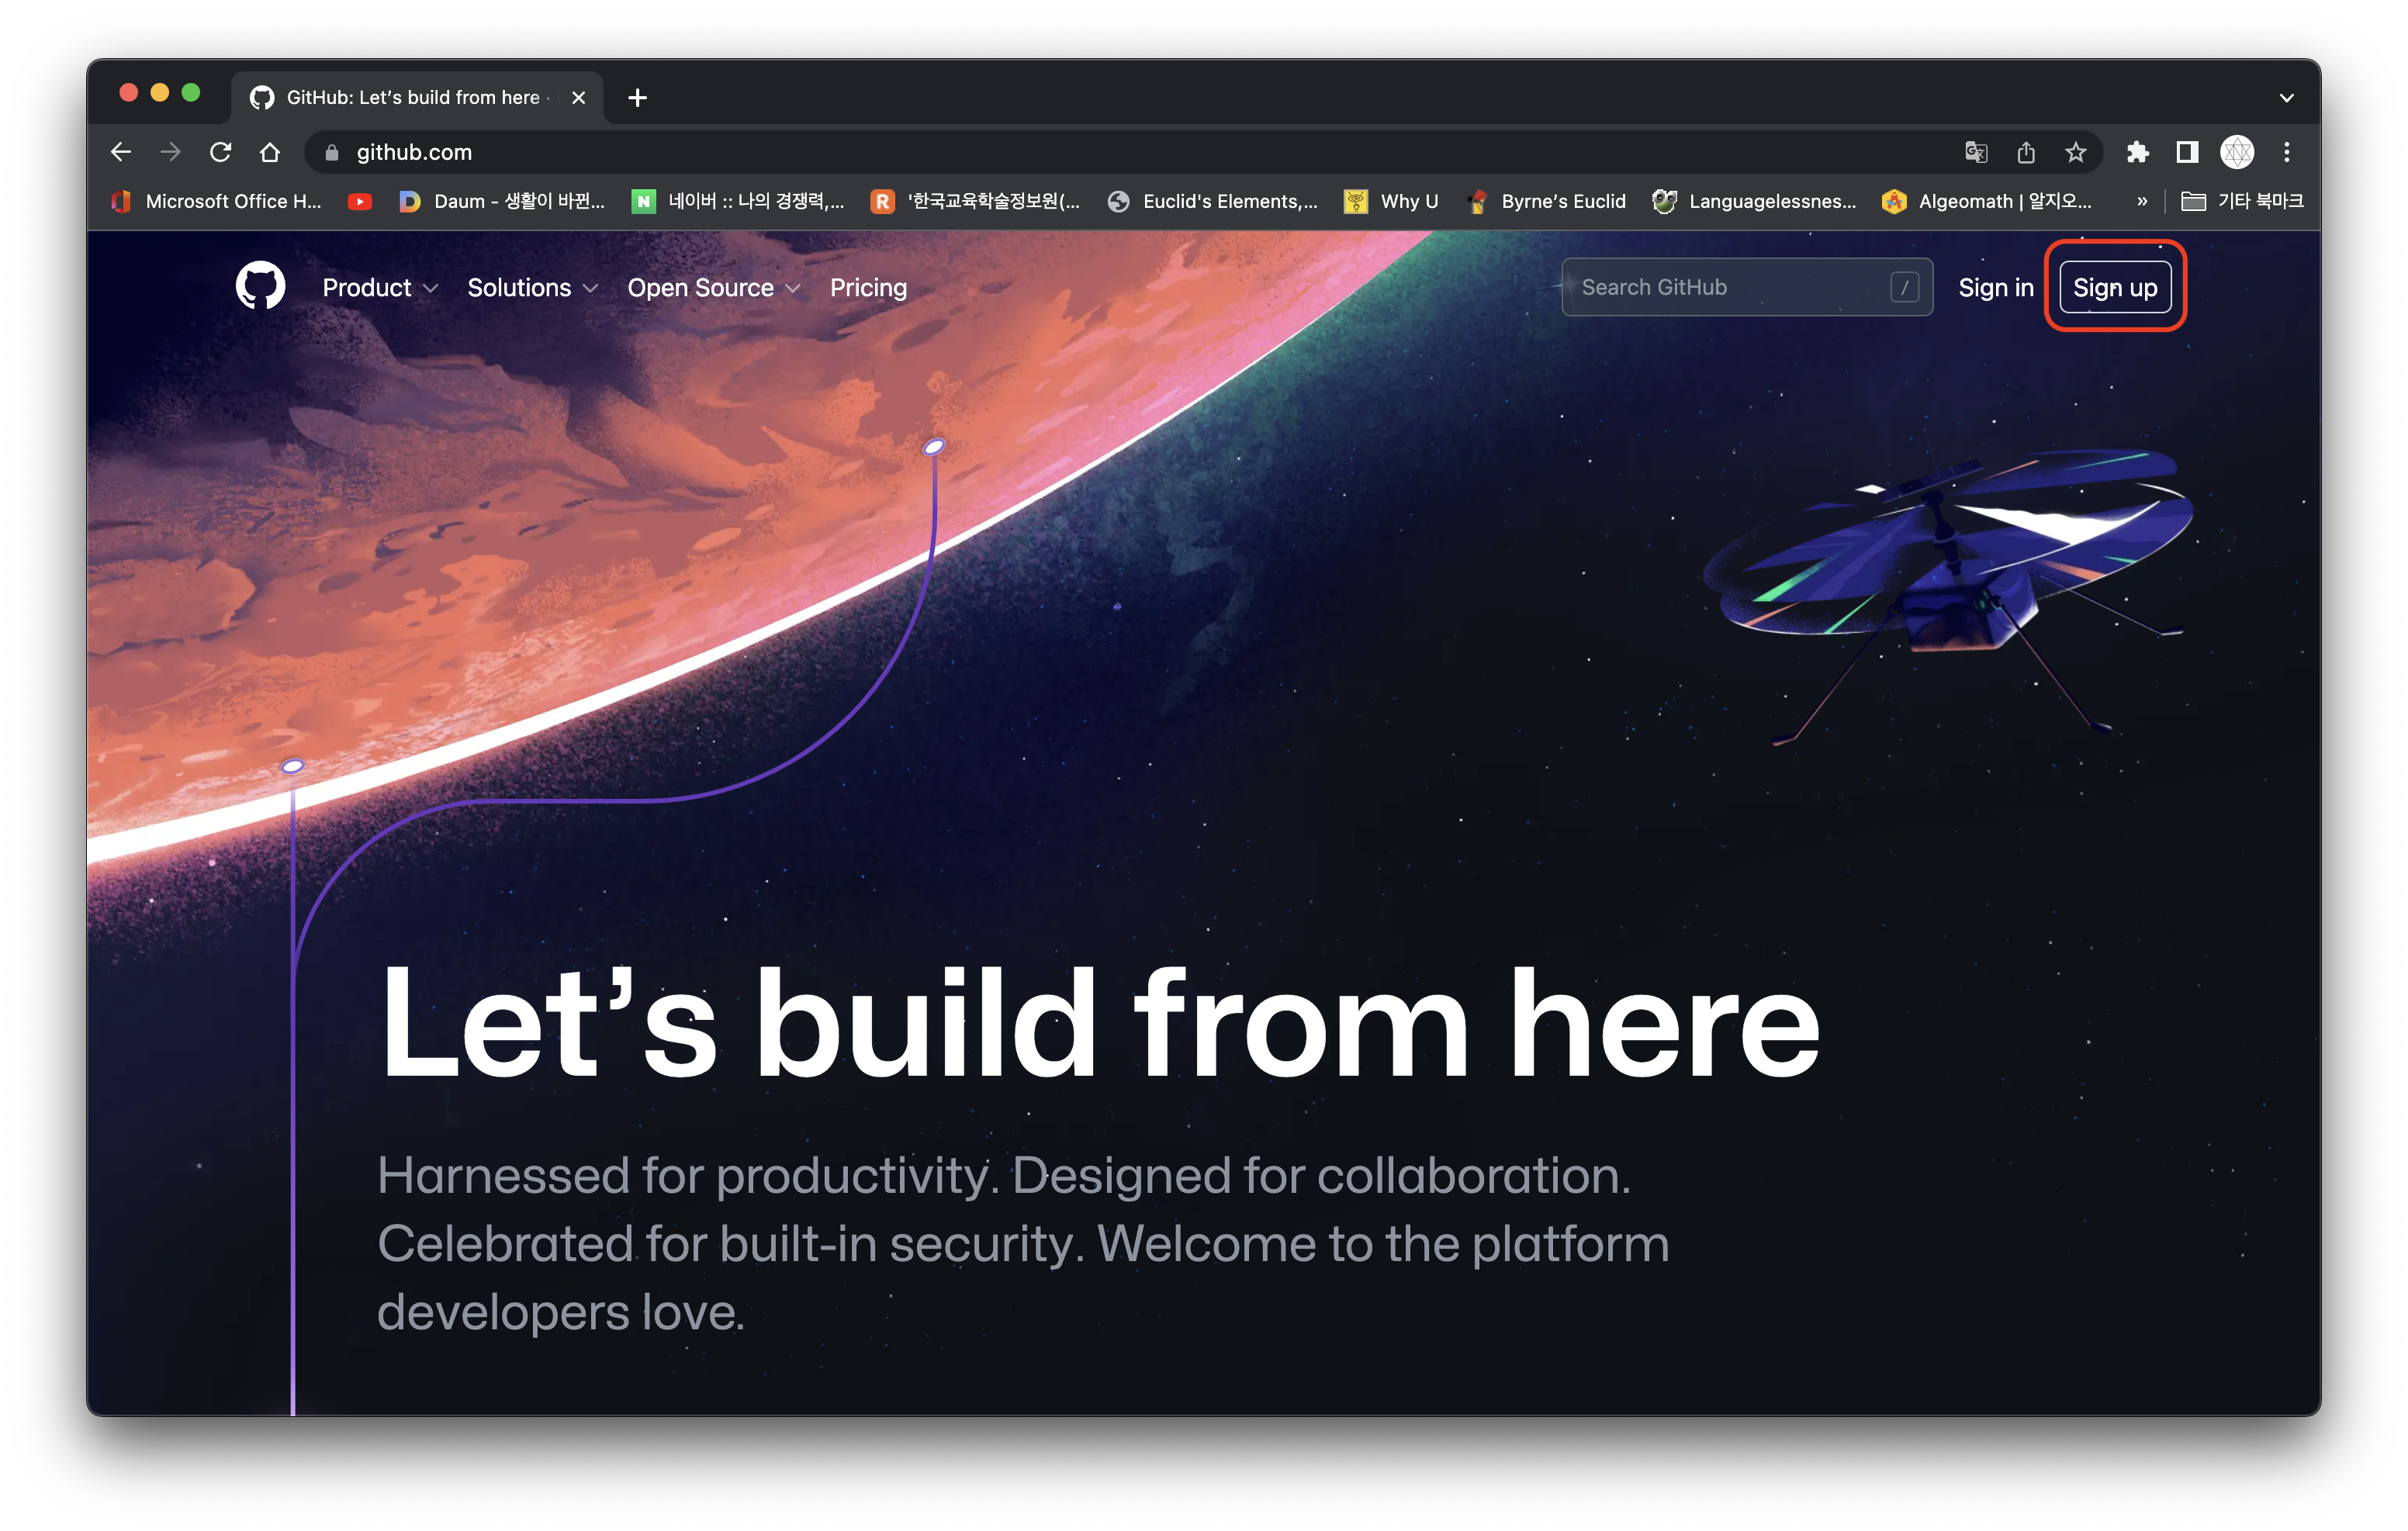 GitHub: Let's build from here ·
github.com
Microsoft Office H... Daum - 생활이 바뀐... 네이버 :: 나의 경쟁력,... '한국교육학술정보원(... Euclid's Elements,... Why U Byrne's Euclid Languagelessnes... Algeomath | 알지오... » 기타 북마크
Product Solutions Open Source Pricing Search GitHub / Sign in Sign up
Let's build from here
Harnessed for productivity. Designed for collaboration.
Celebrated for built-in security. Welcome to the platform
developers love.